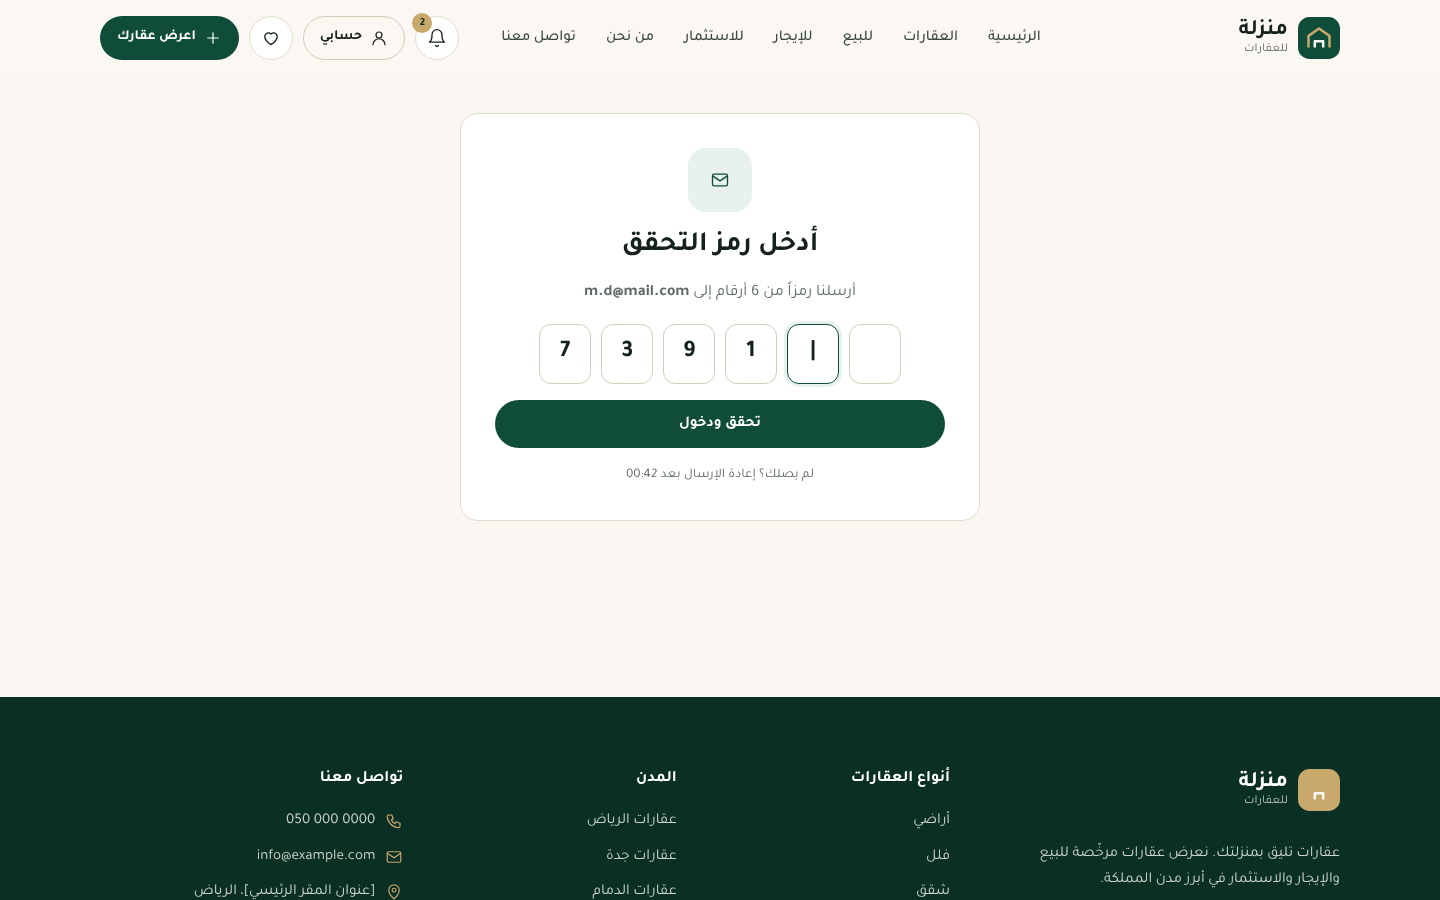 منزلة
للعقارات
الرئيسية
العقارات
للبيع
للإيجار
للاستثمار
من نحن
تواصل معنا
2
حسابي
اعرض عقارك
أدخل رمز التحقق
أرسلنا رمزاً من 6 أرقام إلى m.d@mail.com
7 3 9 1 |
تحقق ودخول
لم يصلك؟ إعادة الإرسال بعد 00:42
منزلة
للعقارات
عقارات تليق بمنزلتك. نعرض عقارات مرخّصة للبيع
والإيجار والاستثمار في أبرز مدن المملكة.
أنواع العقارات
أراضي
فلل
شقق
المدن
عقارات الرياض
عقارات جدة
عقارات الدمام
تواصل معنا
050 000 0000
info@example.com
[عنوان المقر الرئيسي]، الرياض